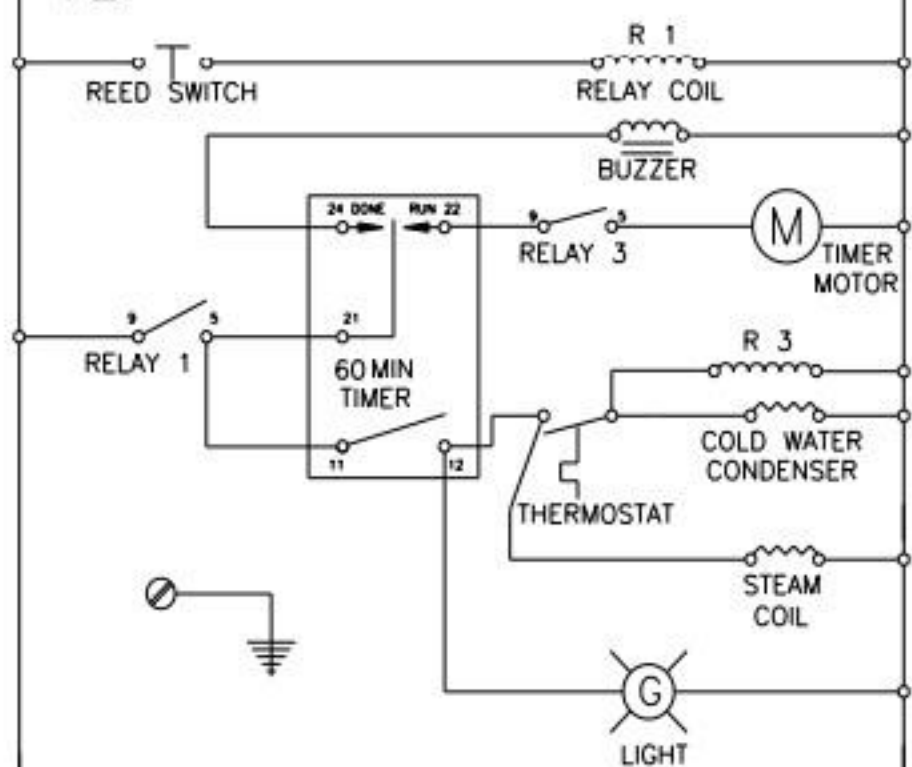 R 1
REED SWITCH
RELAY COIL
BUZZER
24 DONE RUN 22
9 5
M
RELAY 3
TIMER
MOTOR
9 5
21
RELAY 1
R 3
60 MIN
TIMER
COLD WATER
CONDENSER
11
12
THERMOSTAT
STEAM
COIL
G
LIGHT